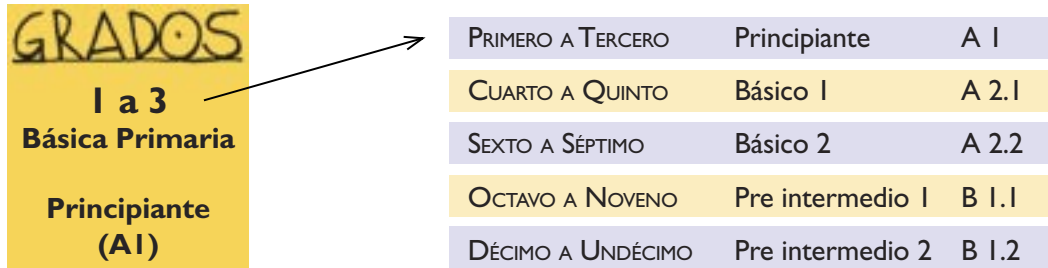 GRADOS
1 a 3
Básica Primaria
Principiante
(A1)
PRIMERO A TERCERO Principiante A 1
CUARTO A QUINTO Básico 1 A 2.1
SEXTO A SÉPTIMO Básico 2 A 2.2
OCTAVO A NOVENO Pre intermedio 1 B 1.1
DÉCIMO A UNDÉCIMO Pre intermedio 2 B 1.2